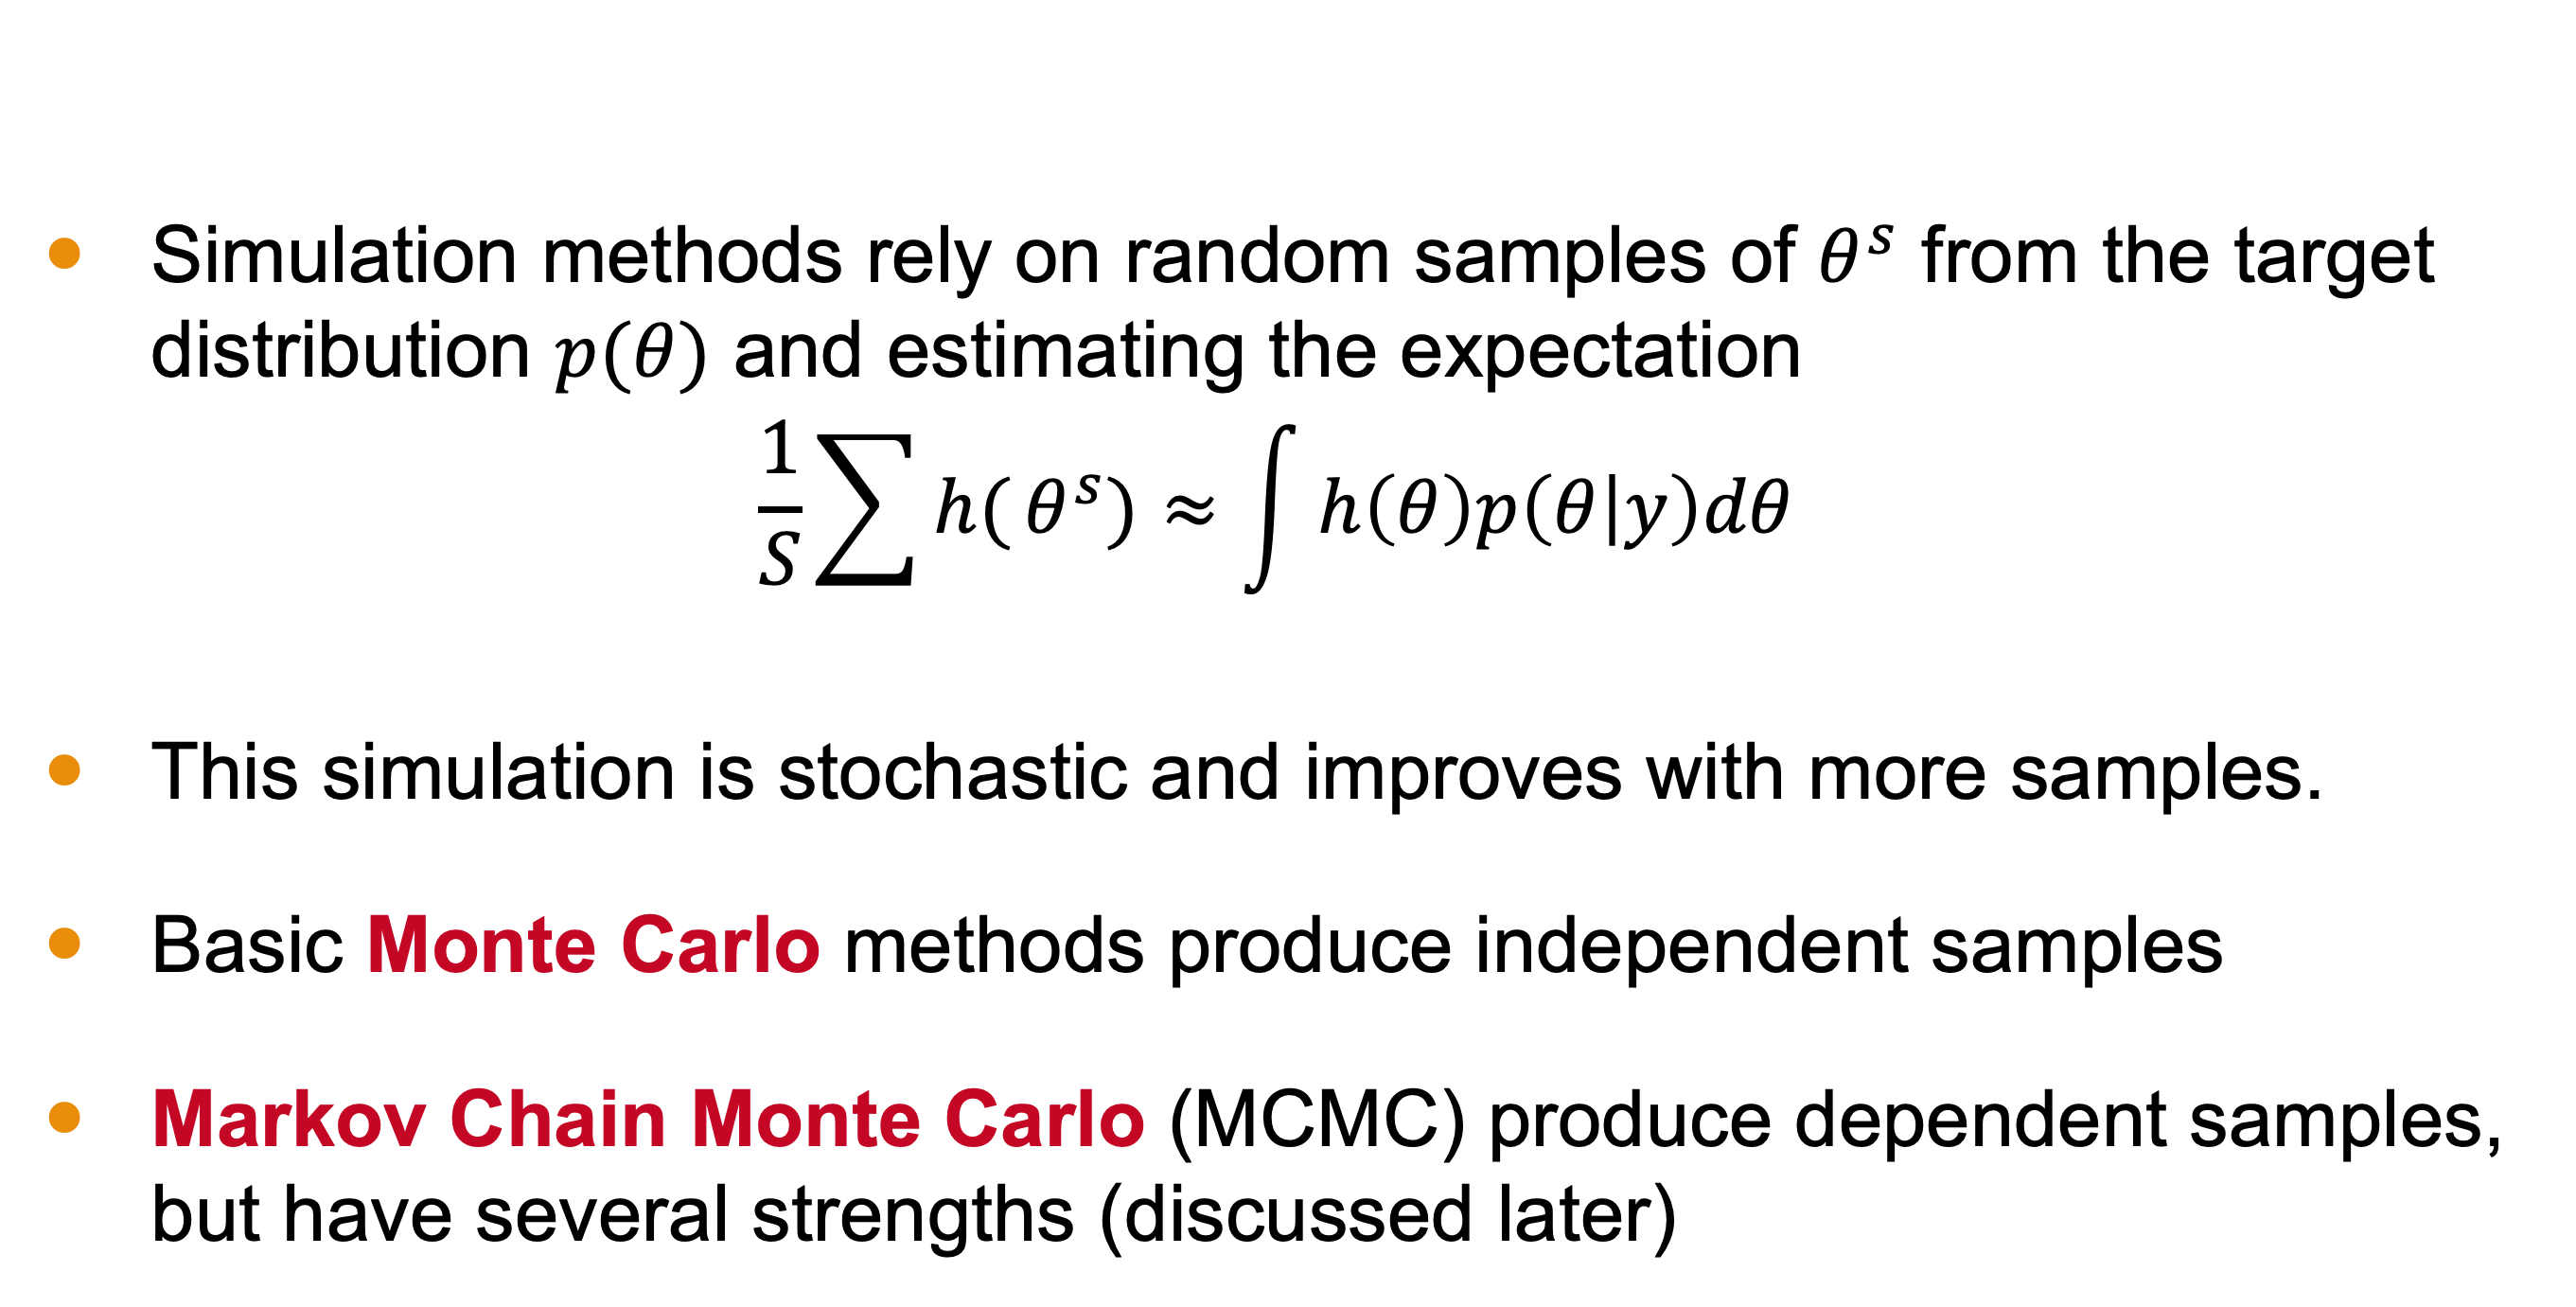 • Simulation methods rely on random samples of θˢ from the target
distribution p(θ) and estimating the expectation
1/S ∑ h( θˢ) ≈ ∫ h(θ)p(θ|y)dθ
• This simulation is stochastic and improves with more samples.
• Basic Monte Carlo methods produce independent samples
• Markov Chain Monte Carlo (MCMC) produce dependent samples,
but have several strengths (discussed later)